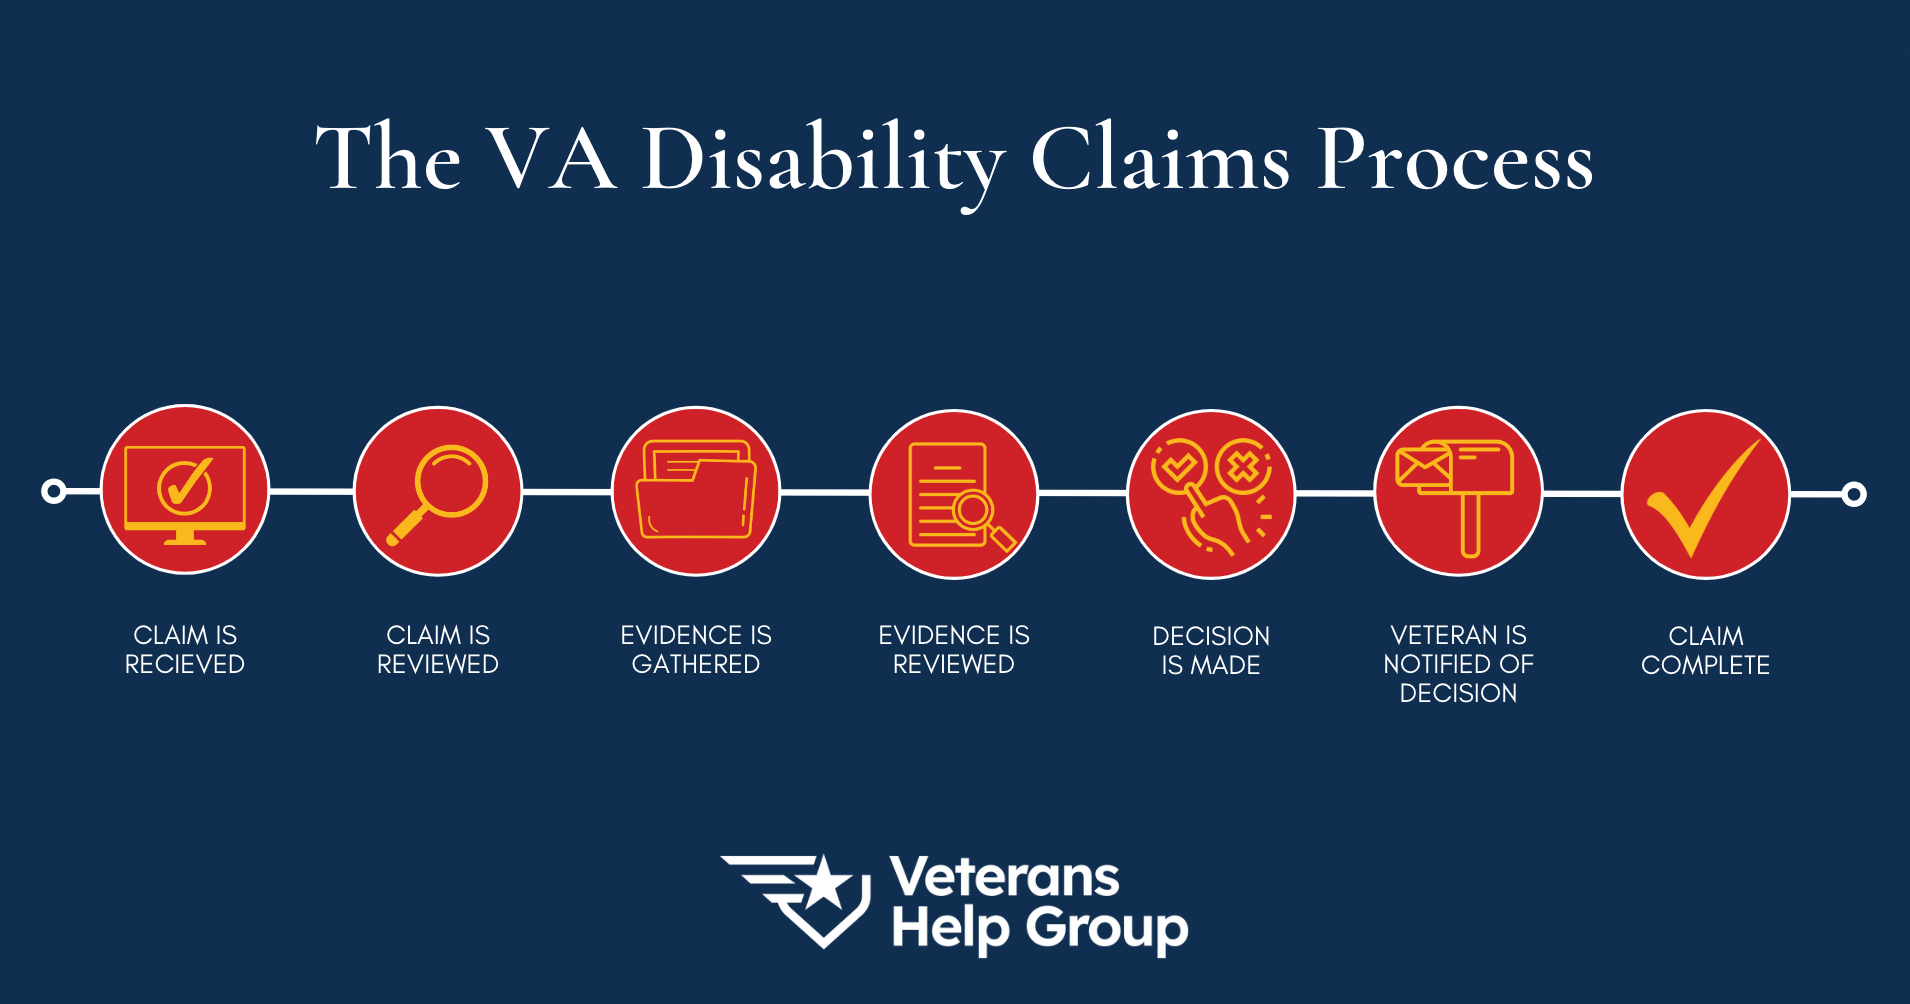 The VA Disability Claims Process
CLAIM IS
RECIEVED
CLAIM IS
REVIEWED
EVIDENCE IS
GATHERED
EVIDENCE IS
REVIEWED
DECISION
IS MADE
VETERAN IS
NOTIFIED OF
DECISION
CLAIM
COMPLETE
Veterans
Help Group